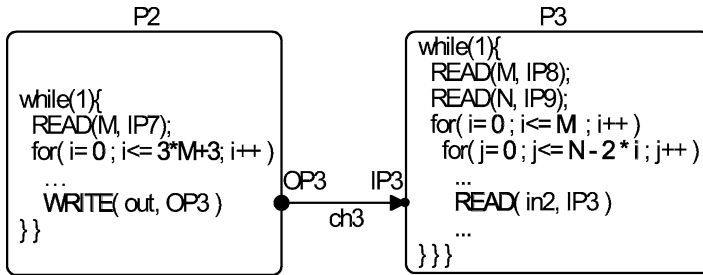 P2
while(1){
READ(M, IP7);
for( i= 0 ; i<= 3*M+3; i++ )
...
WRITE( out, OP3 )
} }
OP3
ch3
IP3
P3
while(1){
READ(M, IP8);
READ(N, IP9);
for( i= 0 ; i<= M ; i++ )
for( j= 0 ; j<= N - 2 * i ; j++ )
...
READ( in2, IP3 )
...
} } }